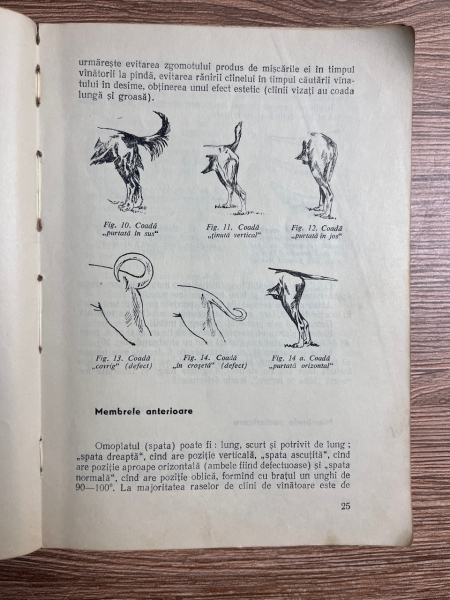 urmărește evitarea zgomotului produs de mișcările ei în timpul
vînătorii la pîndă, evitarea rănirii cîinelui în timpul căutării vîna-
tului în desime, obținerea unui efect estetic (cîinii vizați au coada
lungă și groasă).
Fig. 10. Coadă
„purtată în sus“
Fig. 11. Coadă
„ținută vertical“
Fig. 12. Coadă
„purtată în jos“
Fig. 13. Coadă
„covrig“ (defect)
Fig. 14. Coadă
„în croșetă“ (defect)
Fig. 14 a. Coadă
„purtată orizontal“
Membrele anterioare
Omoplatul (spata) poate fi : lung, scurt și potrivit de lung ;
„spata dreaptă“, cînd are poziție verticală, „spata ascuțită“, cînd
are poziție aproape orizontală (ambele fiind defectuoase) și „spata
normală“, cînd are poziție oblică, formînd cu brațul un unghi de
90—100°. La majoritatea raselor de cîini de vînătoare este de
25